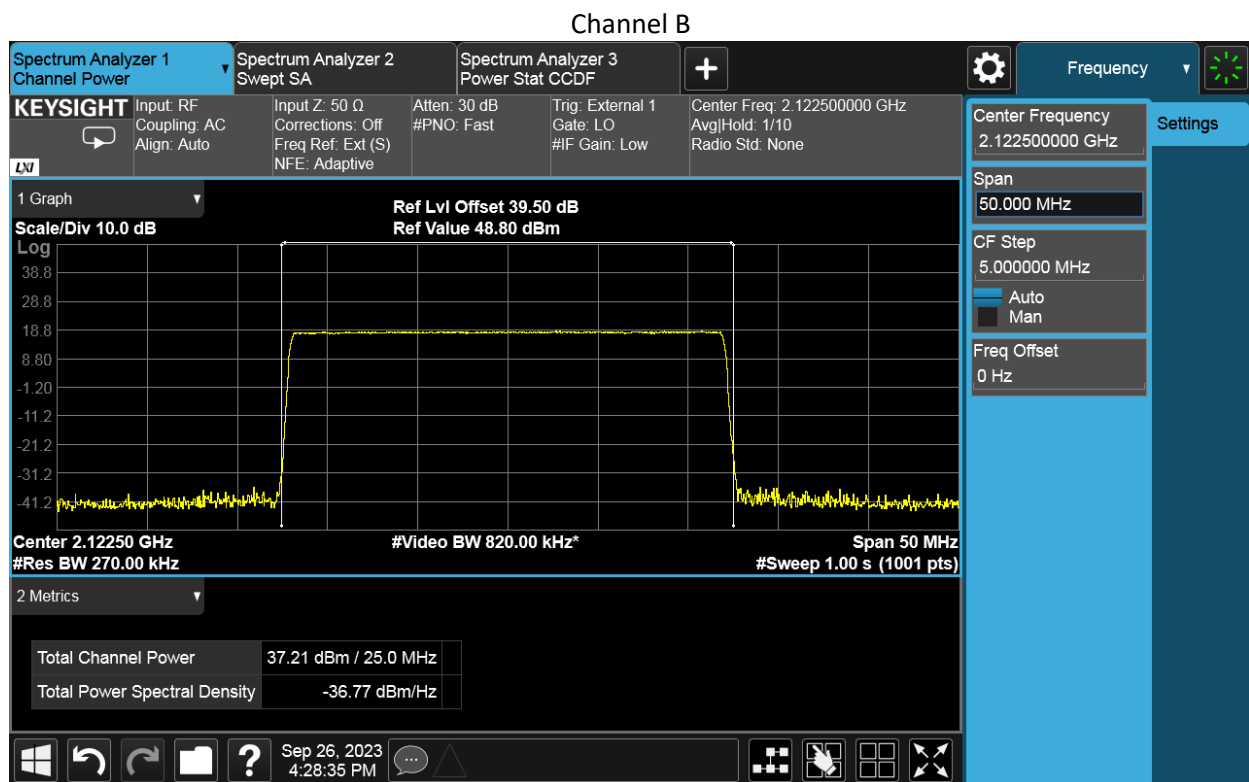 Channel B
Spectrum Analyzer 1
Channel Power
Spectrum Analyzer 2
Swept SA
Spectrum Analyzer 3
Power Stat CCDF
Frequency
KEYSIGHT
LXI
Input: RF
Coupling: AC
Align: Auto
Input Z: 50 Ω
Corrections: Off
Freq Ref: Ext (S)
NFE: Adaptive
Atten: 30 dB
#PNO: Fast
Trig: External 1
Gate: LO
#IF Gain: Low
Center Freq: 2.122500000 GHz
Avg|Hold: 1/10
Radio Std: None
1 Graph
Scale/Div 10.0 dB
Ref Lvl Offset 39.50 dB
Ref Value 48.80 dBm
Log
38.8
28.8
18.8
8.80
-1.20
-11.2
-21.2
-31.2
-41.2
Center 2.12250 GHz
#Video BW 820.00 kHz*
Span 50 MHz
#Res BW 270.00 kHz
#Sweep 1.00 s (1001 pts)
2 Metrics
Total Channel Power 37.21 dBm / 25.0 MHz
Total Power Spectral Density -36.77 dBm/Hz
Center Frequency
2.122500000 GHz
Settings
Span
50.000 MHz
CF Step
5.000000 MHz
Auto
Man
Freq Offset
0 Hz
?
Sep 26, 2023
4:28:35 PM